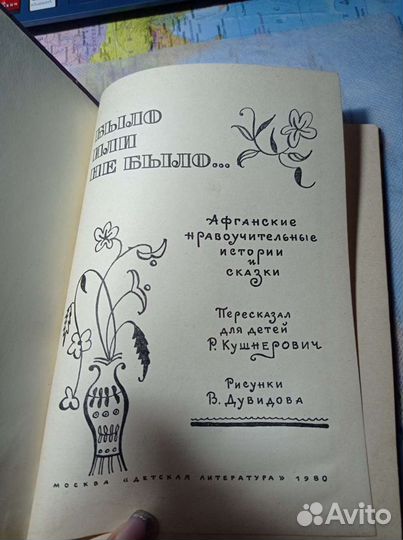 БЫЛО
ИЛИ
НЕ БЫЛО...
Афганские
нравоучительные
истории
и
сказки
Пересказал
для детей
Р. Кушнерович
Рисунки
В. Дувидова
МОСКВА "ДЕТСКАЯ ЛИТЕРАТУРА" 1980
Avito